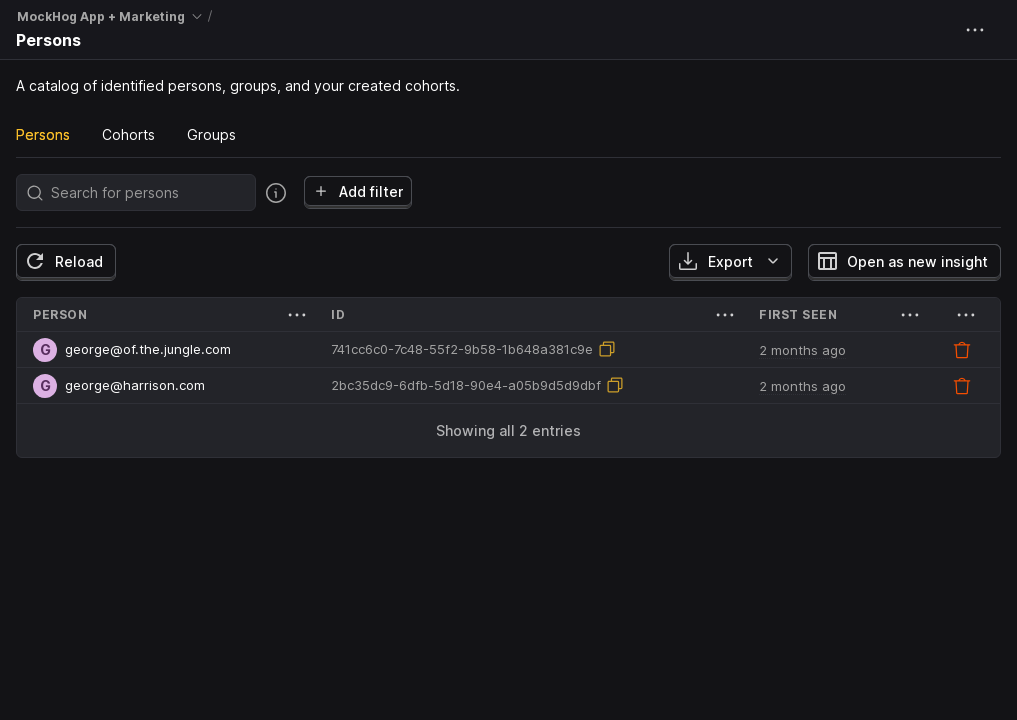 MockHog App + Marketing /
Persons
A catalog of identified persons, groups, and your created cohorts.
Persons Cohorts Groups
Search for persons + Add filter
Reload Export Open as new insight
PERSON ID FIRST SEEN
G george@of.the.jungle.com 741cc6c0-7c48-55f2-9b58-1b648a381c9e 2 months ago
G george@harrison.com 2bc35dc9-6dfb-5d18-90e4-a05b9d5d9dbf 2 months ago
Showing all 2 entries